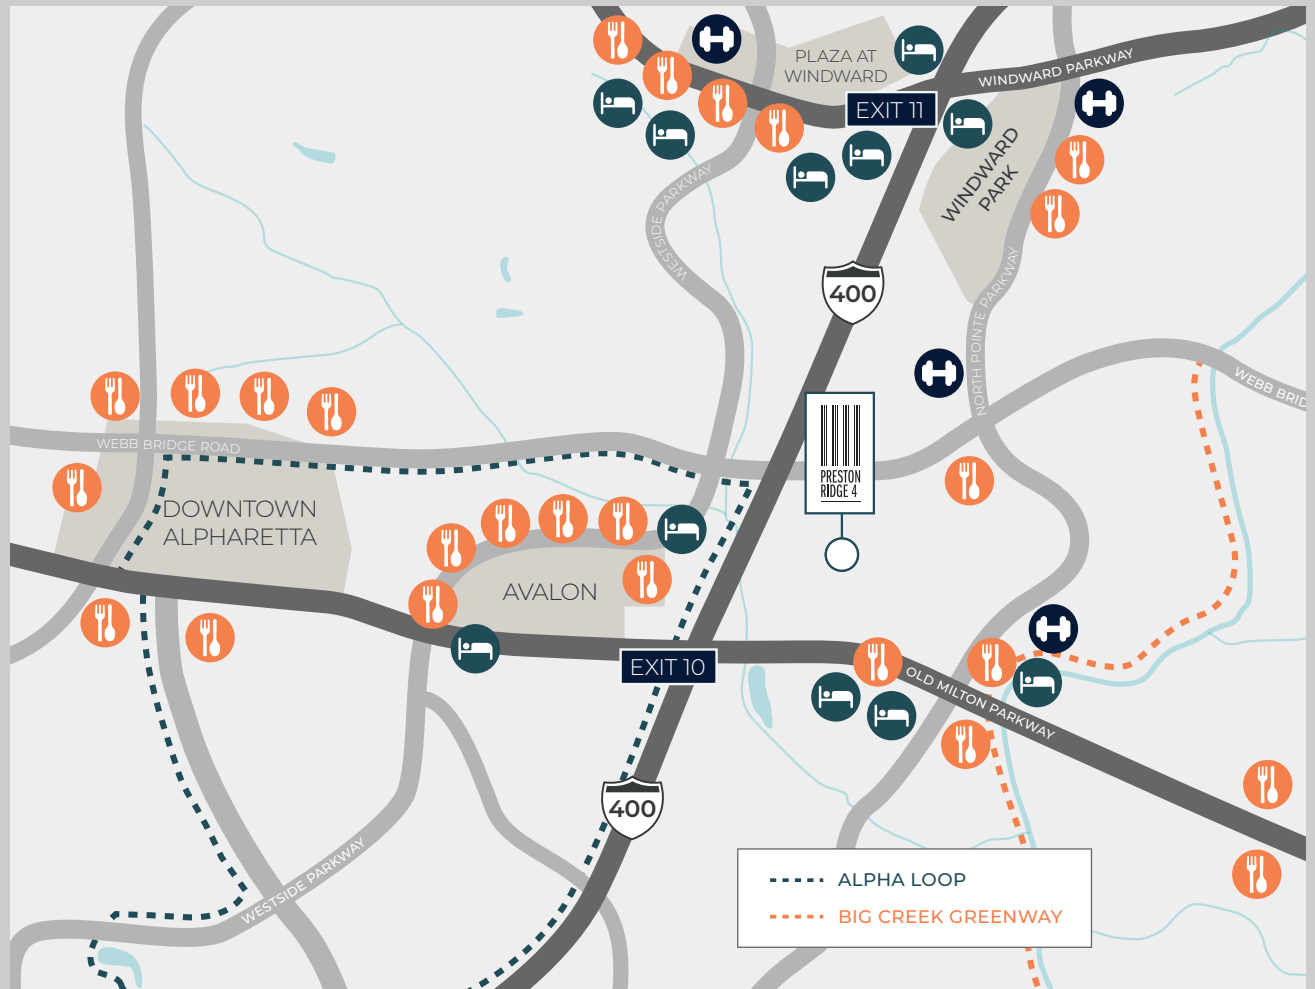 PLAZA AT
WINDWARD
WINDWARD PARKWAY
EXIT 11
WINDWARD
PARK
WESTSIDE PARKWAY
WESTSIDE PARKWAY
NORTH POINTE PARKWAY
400
WEBB BRIDGE ROAD
WEBB BRID
PRESTON
RIDGE 4
DOWNTOWN
ALPHARETTA
AVALON
EXIT 10
OLD MILTON PARKWAY
400
WESTSIDE PARKWAY
ALPHA LOOP
BIG CREEK GREENWAY